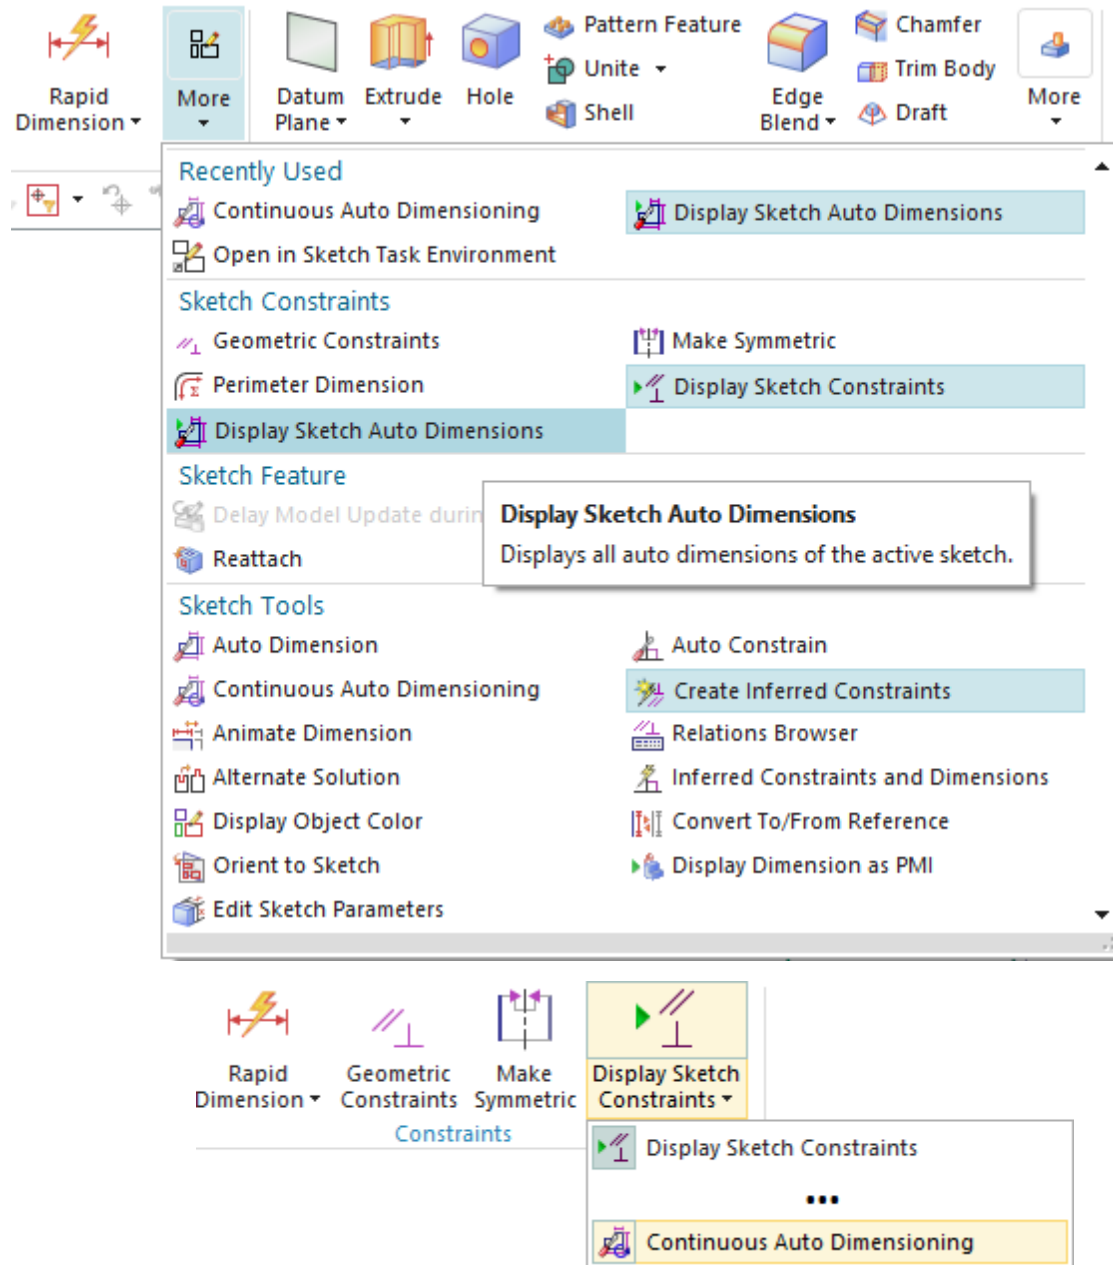 Pattern Feature
Chamfer
Unite
Trim Body
Rapid
Dimension
More
Datum
Plane
Extrude
Hole
Shell
Edge
Blend
Draft
More
Recently Used
Continuous Auto Dimensioning
Display Sketch Auto Dimensions
Open in Sketch Task Environment
Sketch Constraints
Geometric Constraints
Make Symmetric
Perimeter Dimension
Display Sketch Constraints
Display Sketch Auto Dimensions
Sketch Feature
Delay Model Update
Display Sketch Auto Dimensions
Displays all auto dimensions of the active sketch.
Reattach
Sketch Tools
Auto Dimension
Auto Constrain
Continuous Auto Dimensioning
Create Inferred Constraints
Animate Dimension
Relations Browser
Alternate Solution
Inferred Constraints and Dimensions
Display Object Color
Convert To/From Reference
Orient to Sketch
Display Dimension as PMI
Edit Sketch Parameters
Rapid
Dimension
Geometric
Constraints
Make
Symmetric
Display Sketch
Constraints
Constraints
Display Sketch Constraints
•••
Continuous Auto Dimensioning